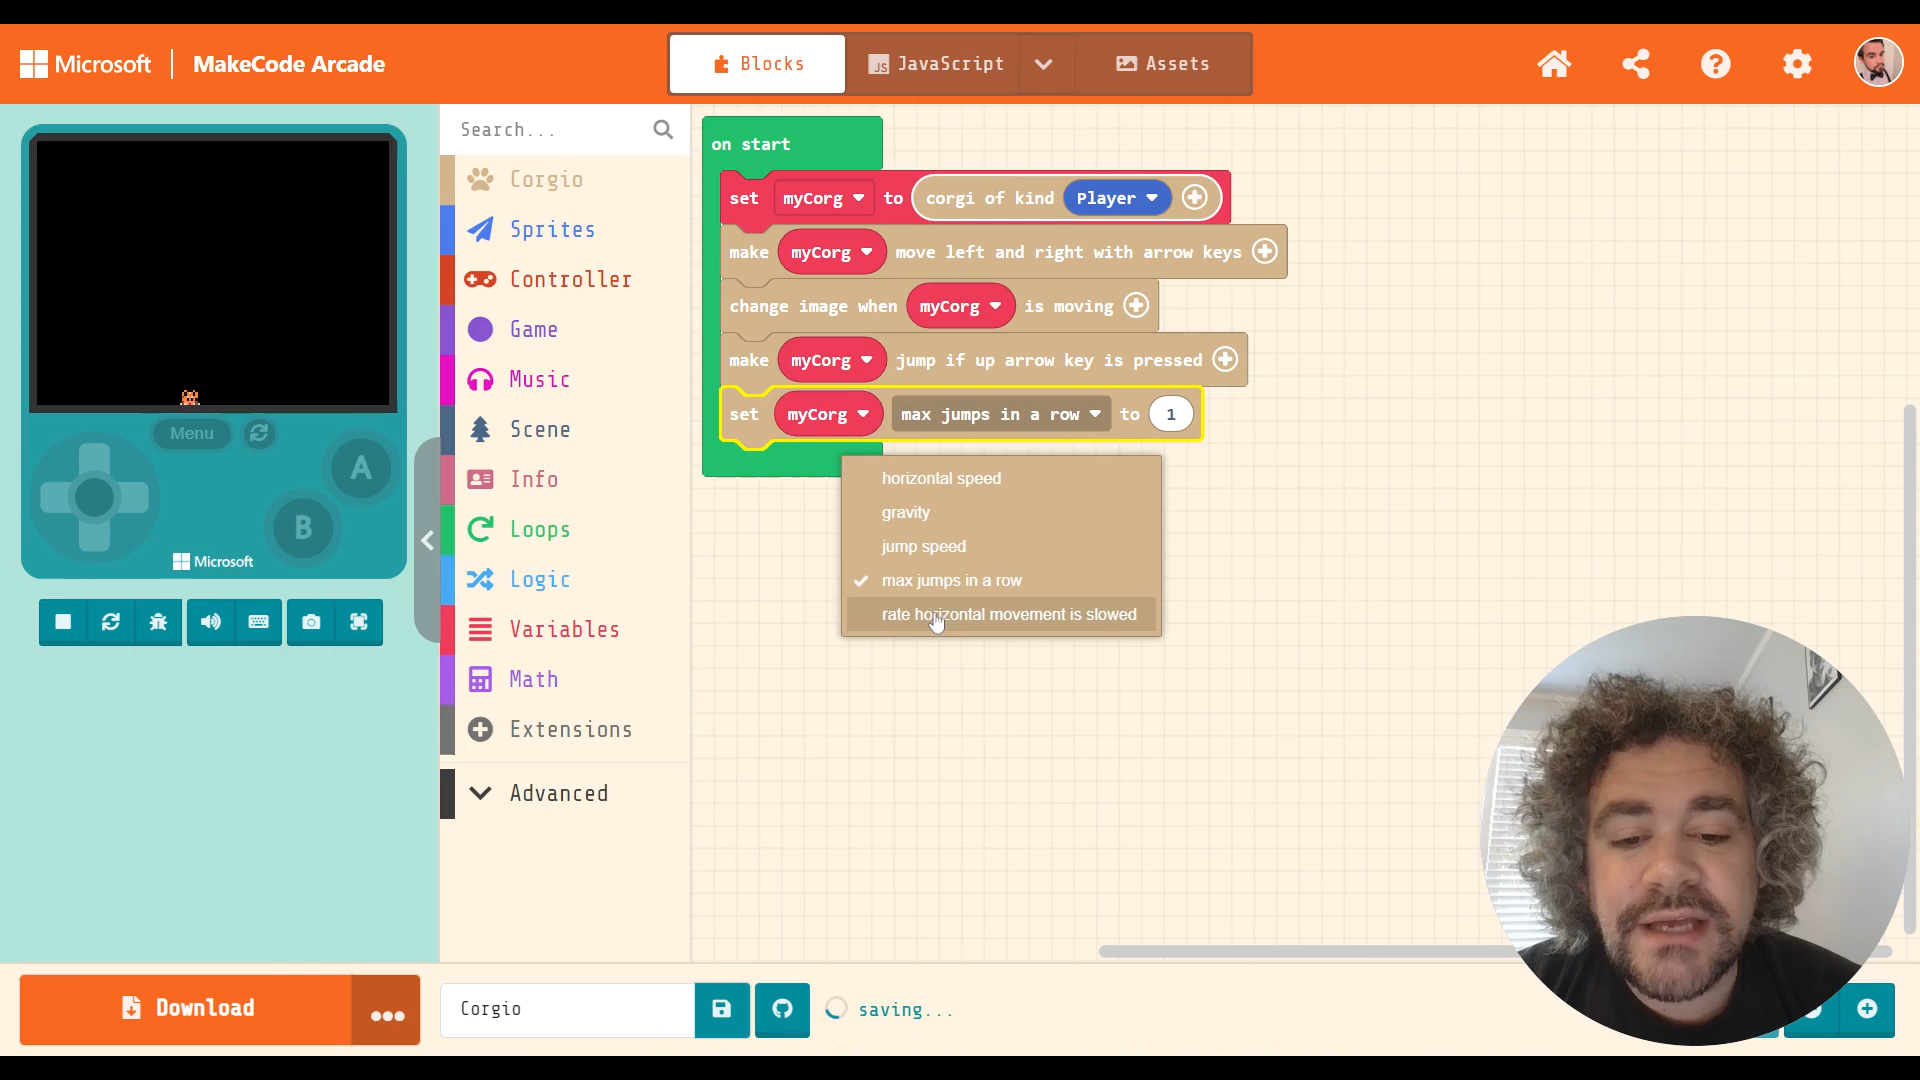 Microsoft
MakeCode Arcade
Blocks
JS JavaScript
Assets
Menu
A
B
Microsoft
Search...
Corgio
Sprites
Controller
Game
Music
Scene
Info
Loops
Logic
Variables
Math
Extensions
Advanced
on start
set myCorg to corgi of kind Player
make myCorg move left and right with arrow keys
change image when myCorg is moving
make myCorg jump if up arrow key is pressed
set myCorg max jumps in a row to 1
horizontal speed
gravity
jump speed
max jumps in a row
rate horizontal movement is slowed
Download
Corgio
saving...